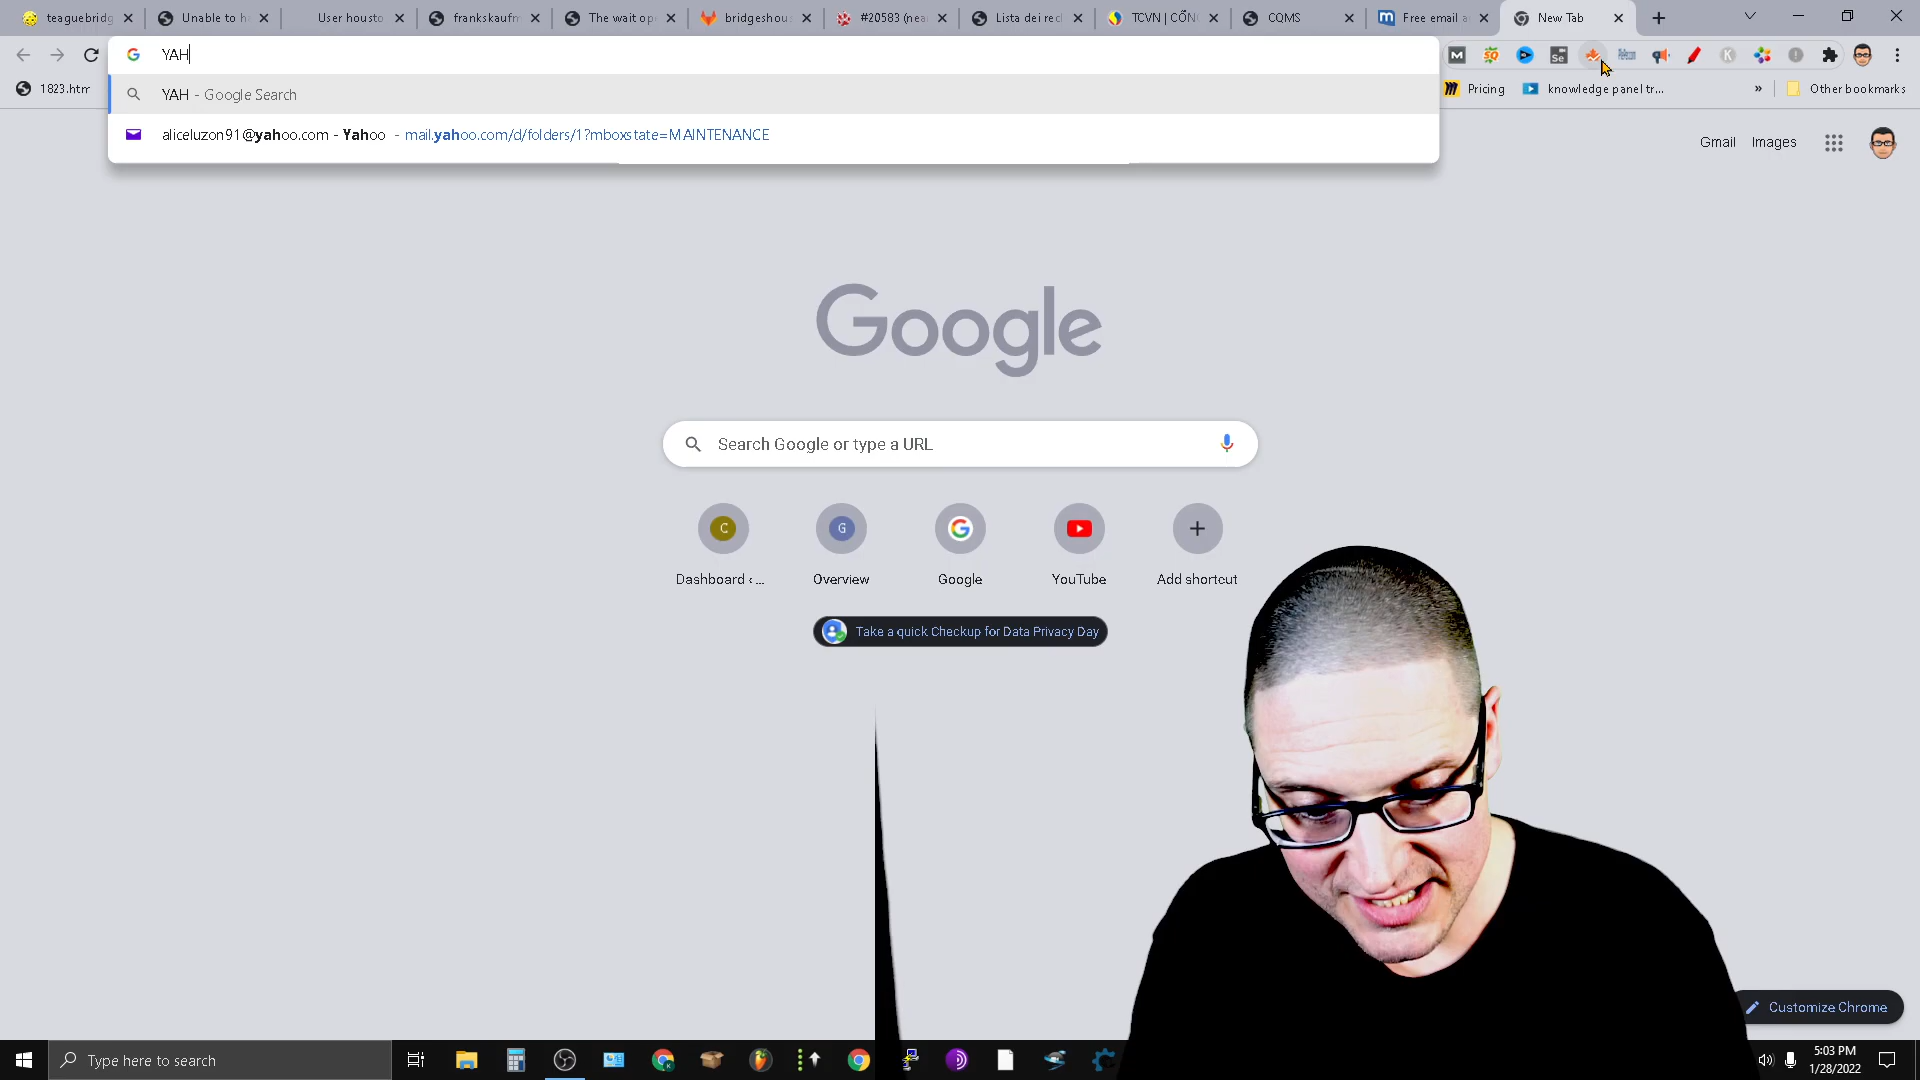 teaguebridg
Unable to h
User housto
frankskaufm
The wait op
bridgeshou
#20583 (nea
Lista dei rec
TCVN | CỔN
CQMS
Free email a
New Tab
YAH
1823.htm
YAH - Google Search
aliceluzon91@yahoo.com - Yahoo - mail.yahoo.com/d/folders/1?mboxstate=MAINTENANCE
Pricing
knowledge panel tr...
»
Other bookmarks
Gmail
Images
Google
Search Google or type a URL
Dashboard ‹ ...
Overview
Google
YouTube
Add shortcut
Take a quick Checkup for Data Privacy Day
Customize Chrome
Type here to search
5:03 PM
1/28/2022